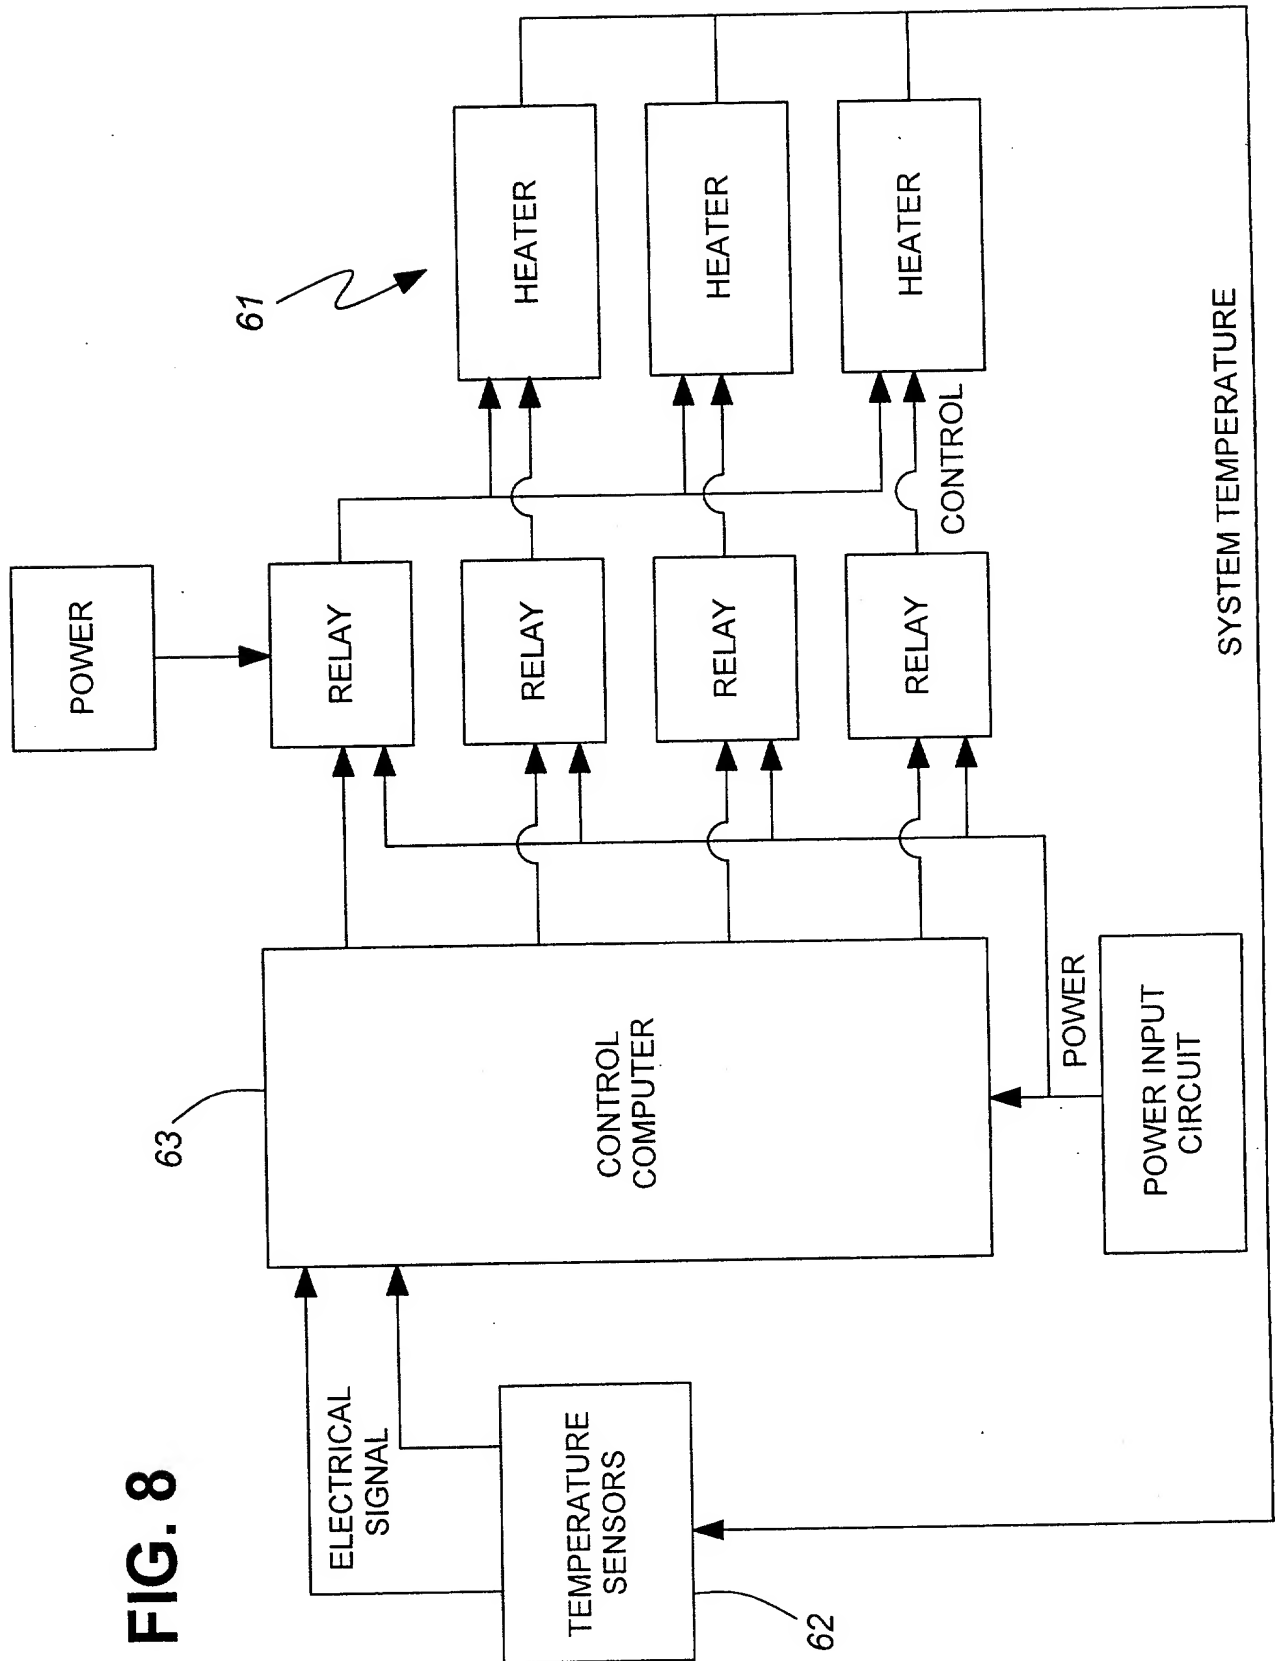 FIG. 8
ELECTRICAL
SIGNAL
TEMPERATURE
SENSORS
62
63
CONTROL
COMPUTER
POWER
POWER INPUT
CIRCUIT
POWER
RELAY
RELAY
RELAY
RELAY
CONTROL
61
HEATER
HEATER
HEATER
SYSTEM TEMPERATURE